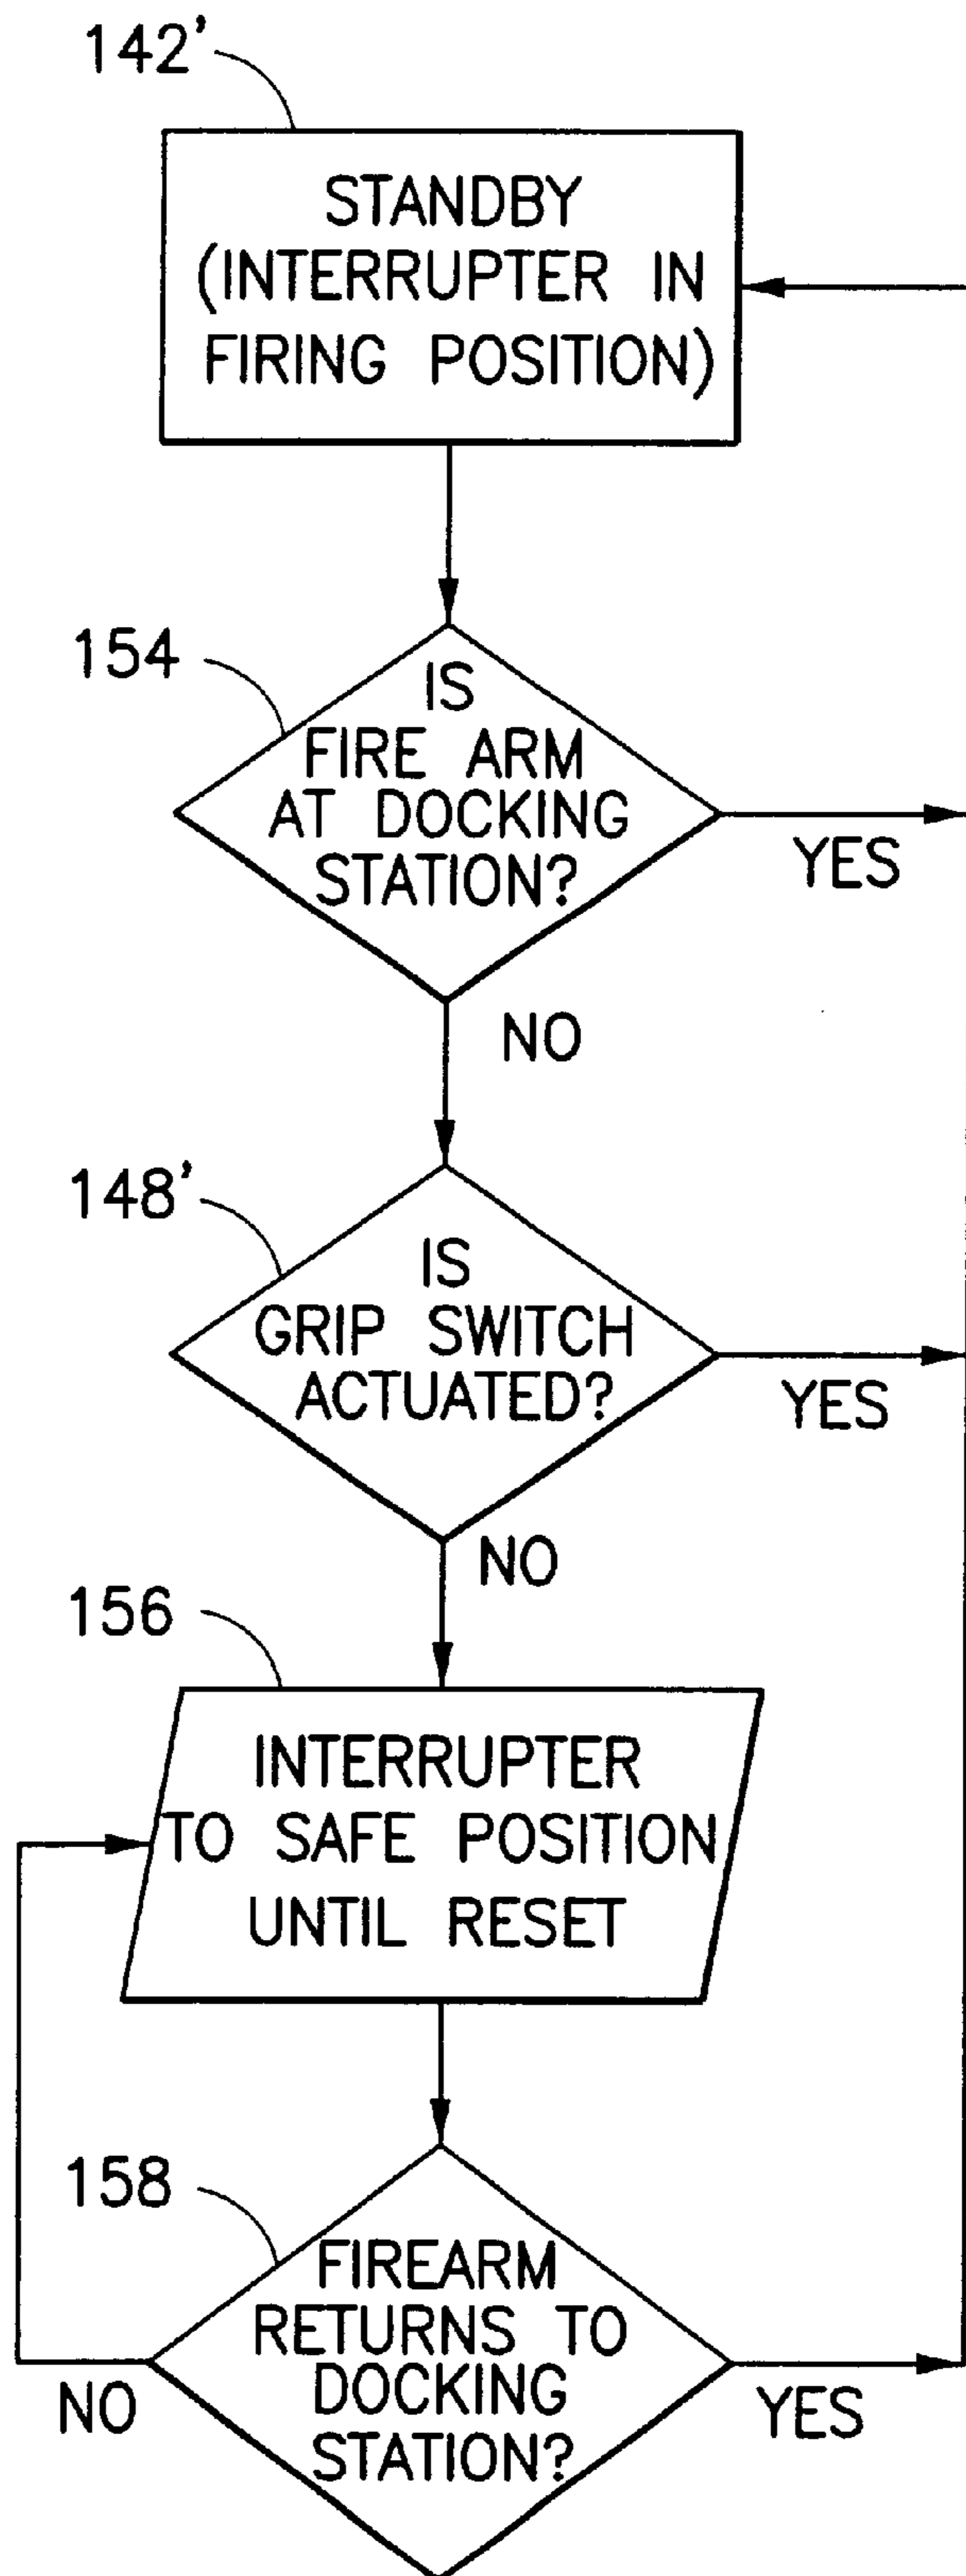 142'
STANDBY
(INTERRUPTER IN
FIRING POSITION)
154
IS
FIRE ARM
AT DOCKING
STATION?
YES
NO
148'
IS
GRIP SWITCH
ACTUATED?
YES
NO
156
INTERRUPTER
TO SAFE POSITION
UNTIL RESET
158
FIREARM
RETURNS TO
DOCKING
STATION?
NO
YES